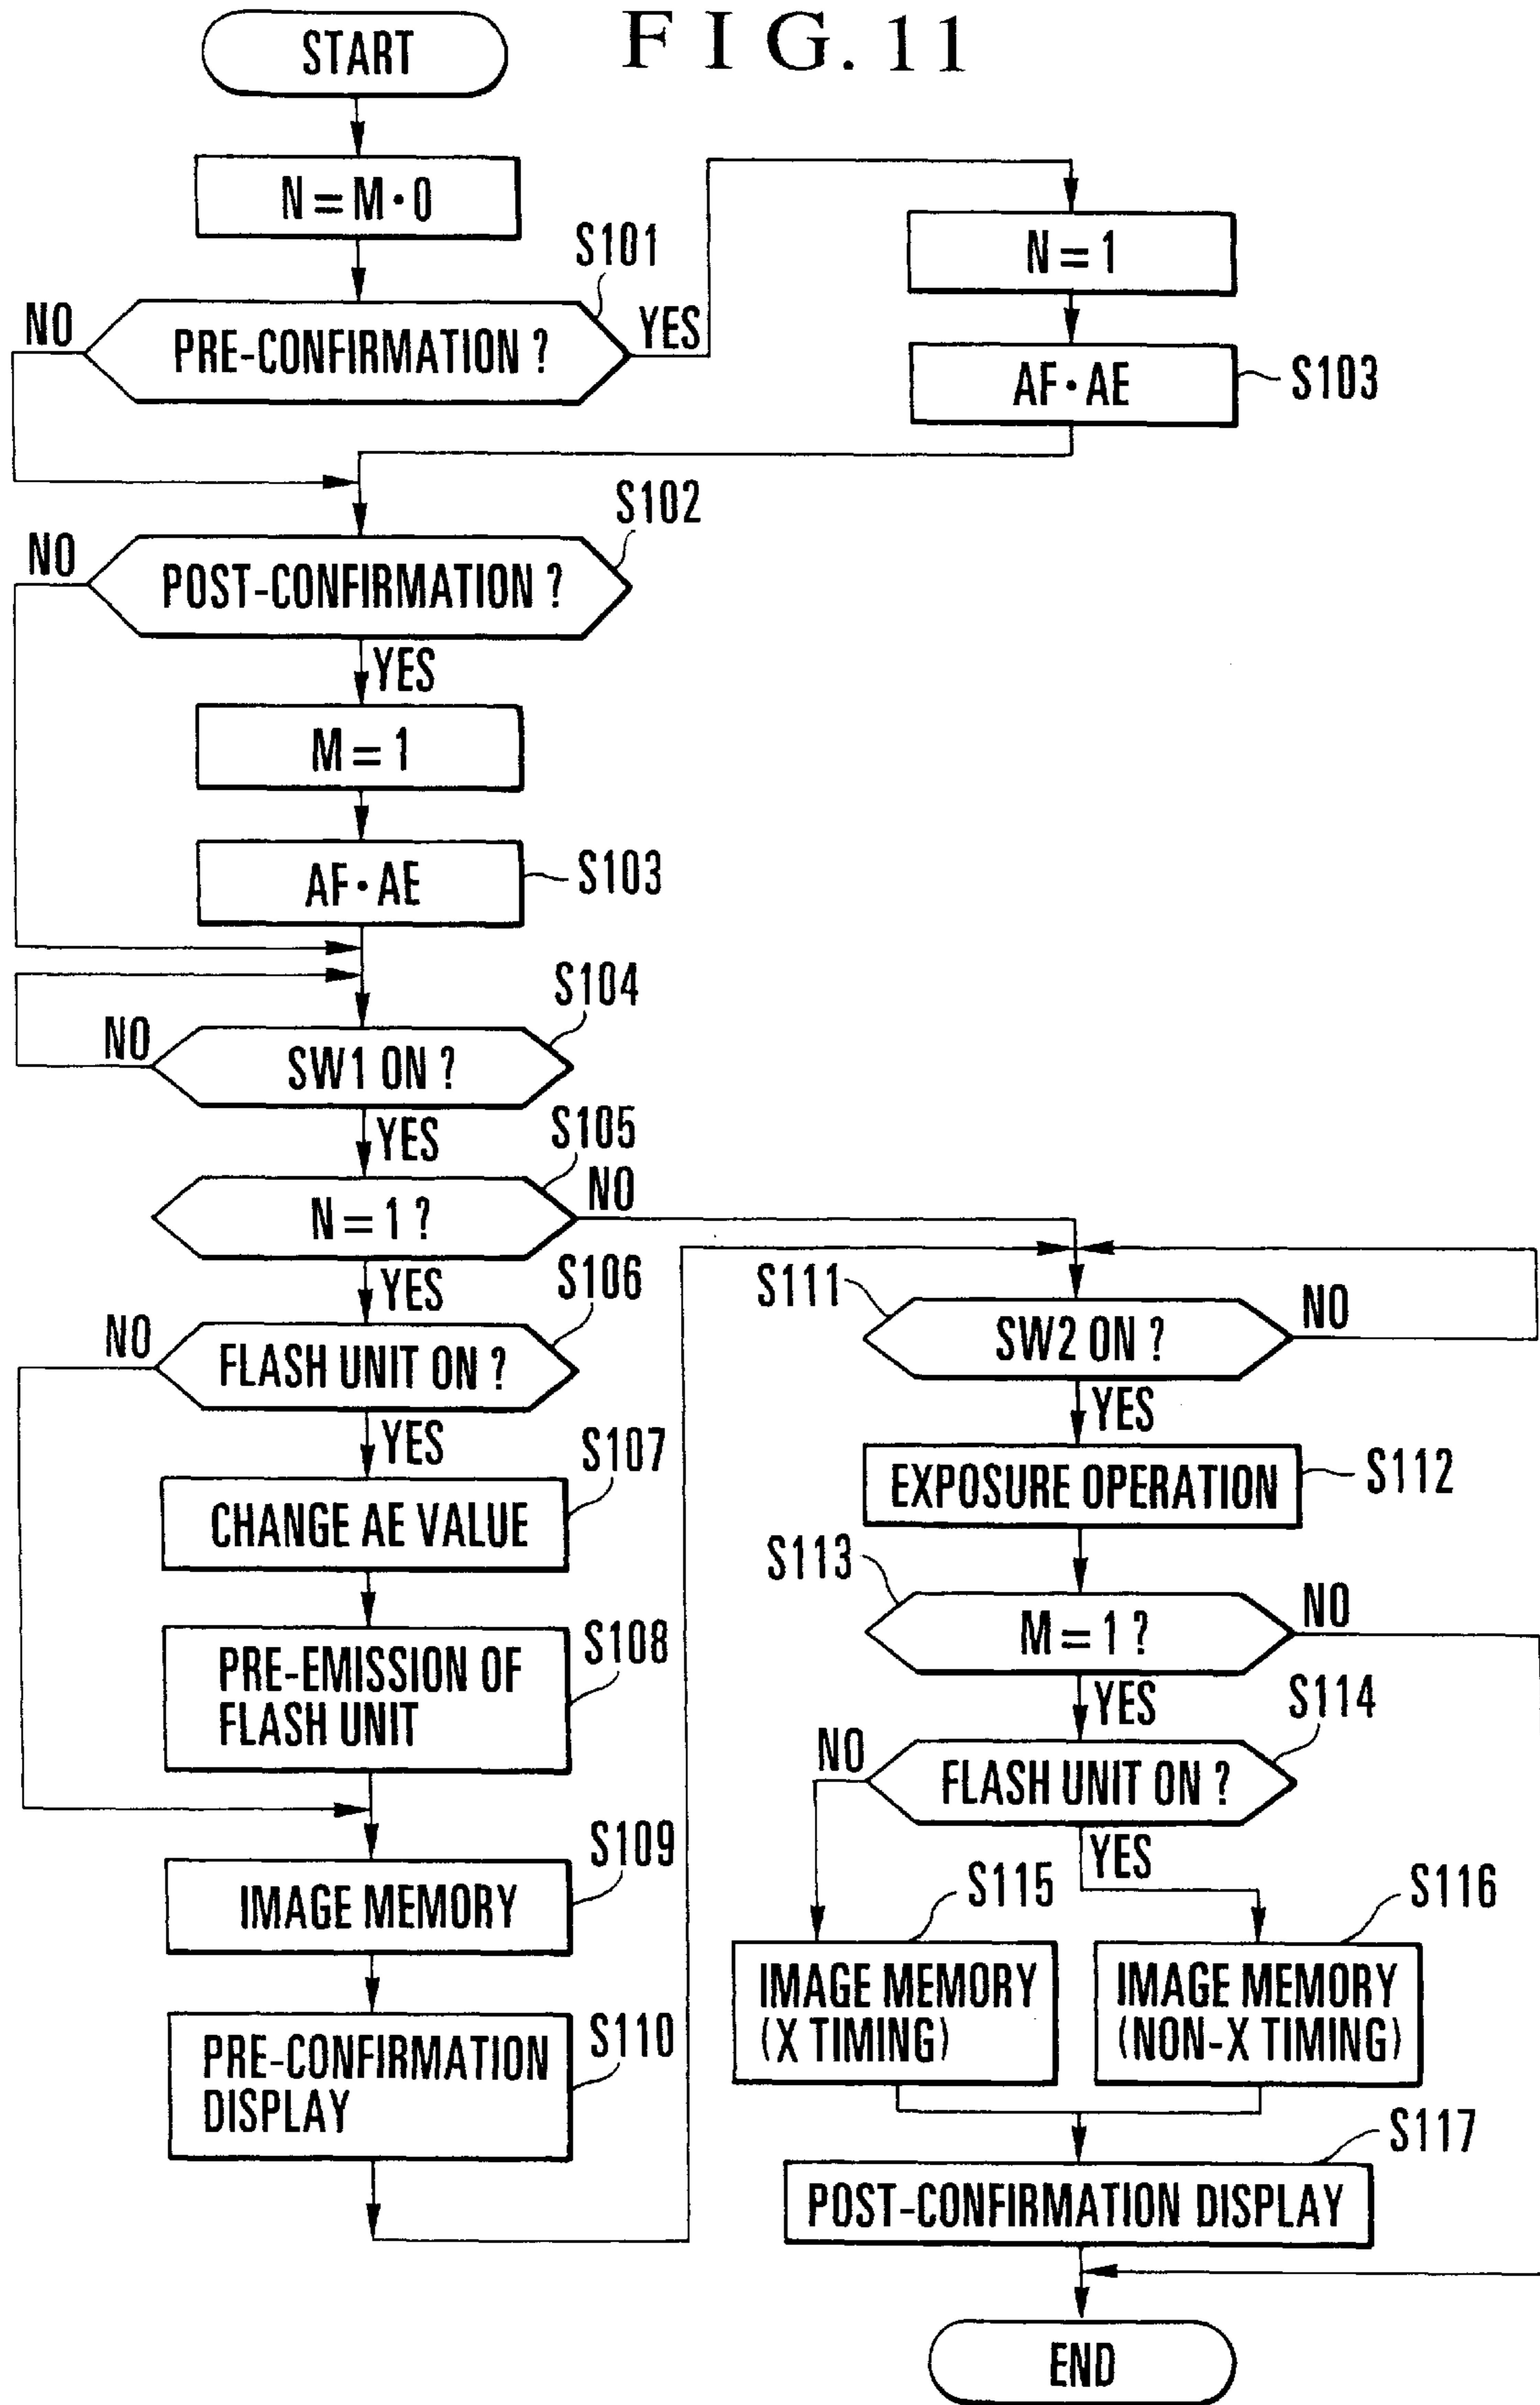 FIG. 11
START
N=M·0
S101
PRE-CONFIRMATION ?
NO
YES
N=1
AF·AE
S103
S102
POST-CONFIRMATION ?
NO
YES
M=1
AF·AE
S103
S104
SW1 ON ?
NO
YES
S105
N=1 ?
NO
YES
S106
FLASH UNIT ON ?
NO
YES
S107
CHANGE AE VALUE
S108
PRE-EMISSION OF
FLASH UNIT
S109
IMAGE MEMORY
S110
PRE-CONFIRMATION
DISPLAY
S111
SW2 ON ?
NO
YES
EXPOSURE OPERATION
S112
S113
M=1 ?
NO
YES
S114
FLASH UNIT ON ?
NO
YES
S115
IMAGE MEMORY
(X TIMING)
S116
IMAGE MEMORY
(NON-X TIMING)
S117
POST-CONFIRMATION DISPLAY
END